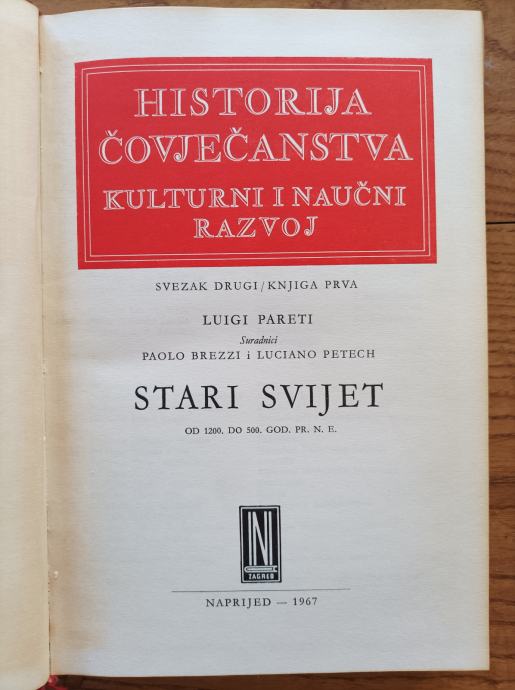 HISTORIJA
ČOVJEČANSTVA
KULTURNI I NAUČNI
RAZVOJ
SVEZAK DRUGI/KNJIGA PRVA
LUIGI PARETI
Suradnici
PAOLO BREZZI i LUCIANO PETECH
STARI SVIJET
OD 1200. DO 500. GOD. PR. N. E.
N
ZAGREB
NAPRIJED — 1967